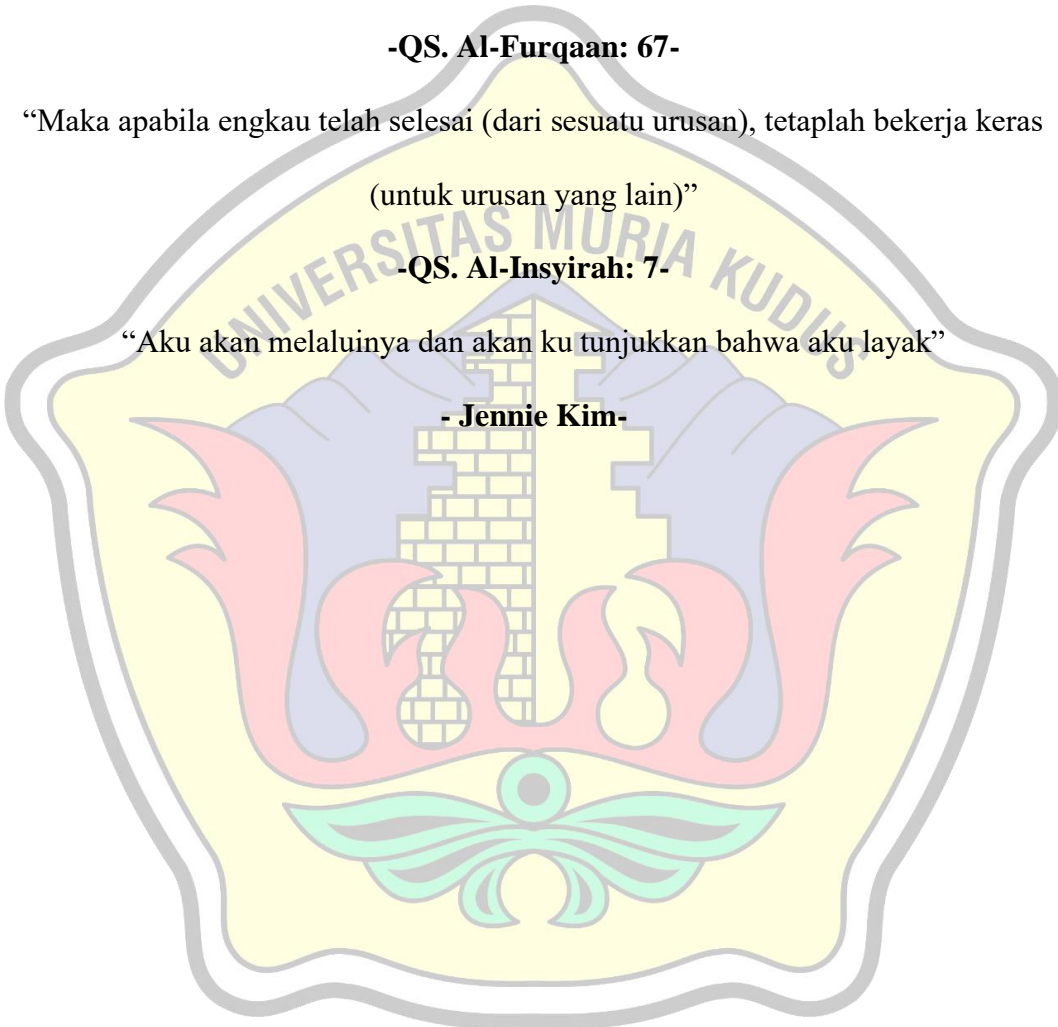 -QS. Al-Furqaan: 67-
“Maka apabila engkau telah selesai (dari sesuatu urusan), tetaplah bekerja keras
(untuk urusan yang lain)”
UNIVERSITAS MURIA KUDUS
-QS. Al-Insyirah: 7-
“Aku akan melaluinya dan akan ku tunjukkan bahwa aku layak”
- Jennie Kim-